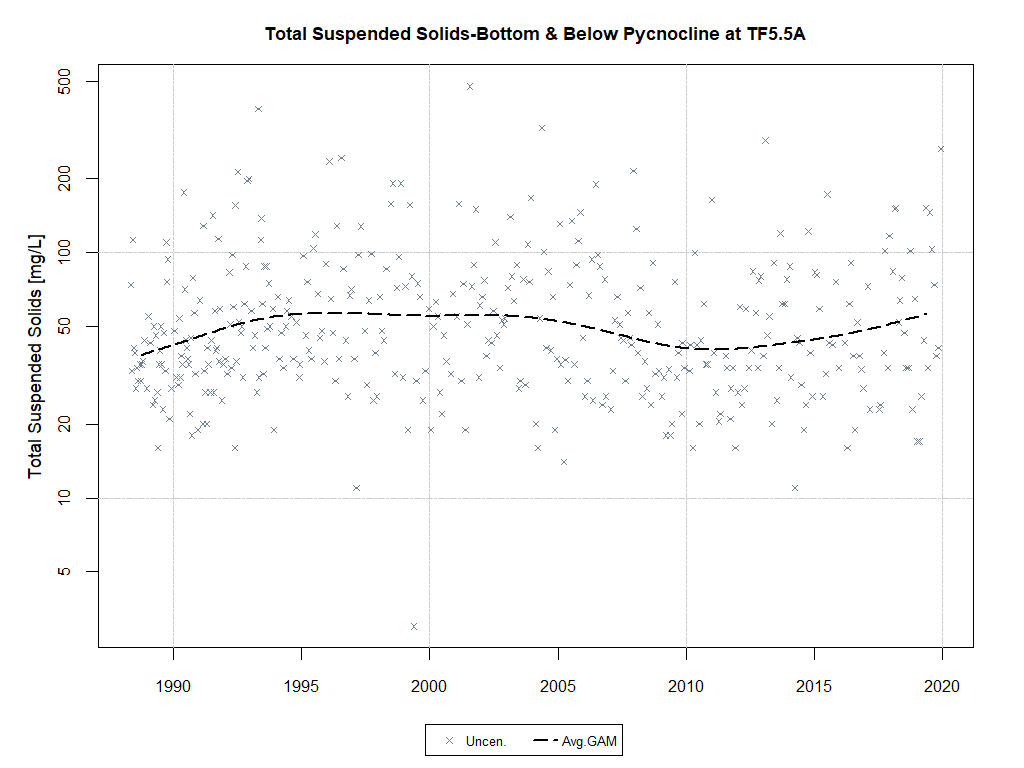 Total Suspended Solids-Bottom & Below Pycnocline at TF5.5A
Total Suspended Solids [mg/L]
500
200
100
50
20
10
5
1990 1995 2000 2005 2010 2015 2020
Uncen. Avg.GAM